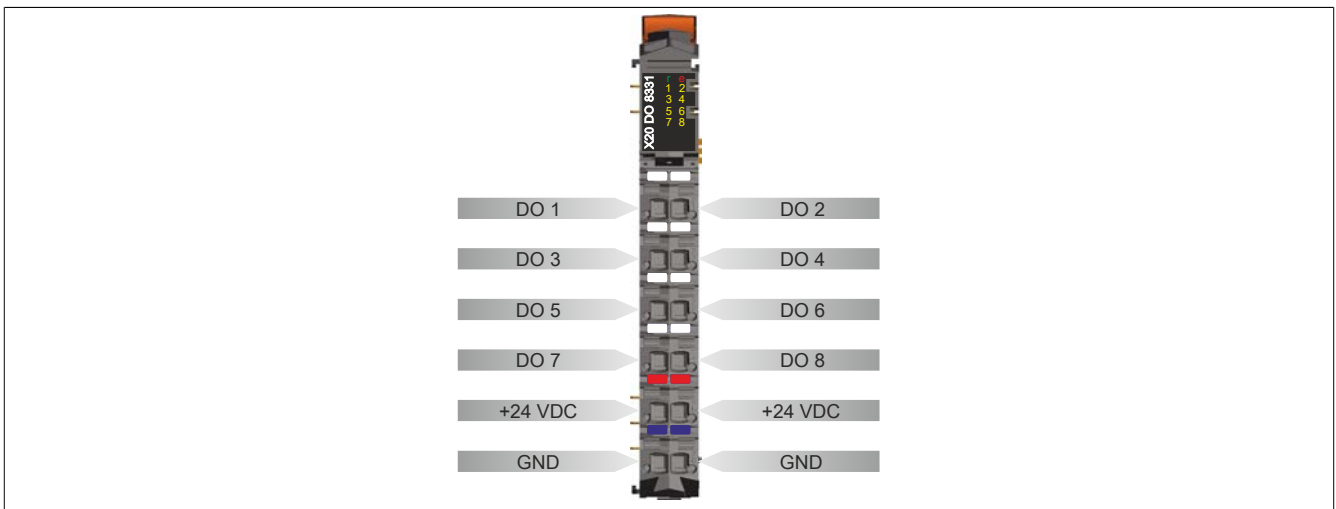 X20 DO 8331
r e
1 2
3 4
5 6
7 8
DO 1 DO 2
DO 3 DO 4
DO 5 DO 6
DO 7 DO 8
+24 VDC +24 VDC
GND GND